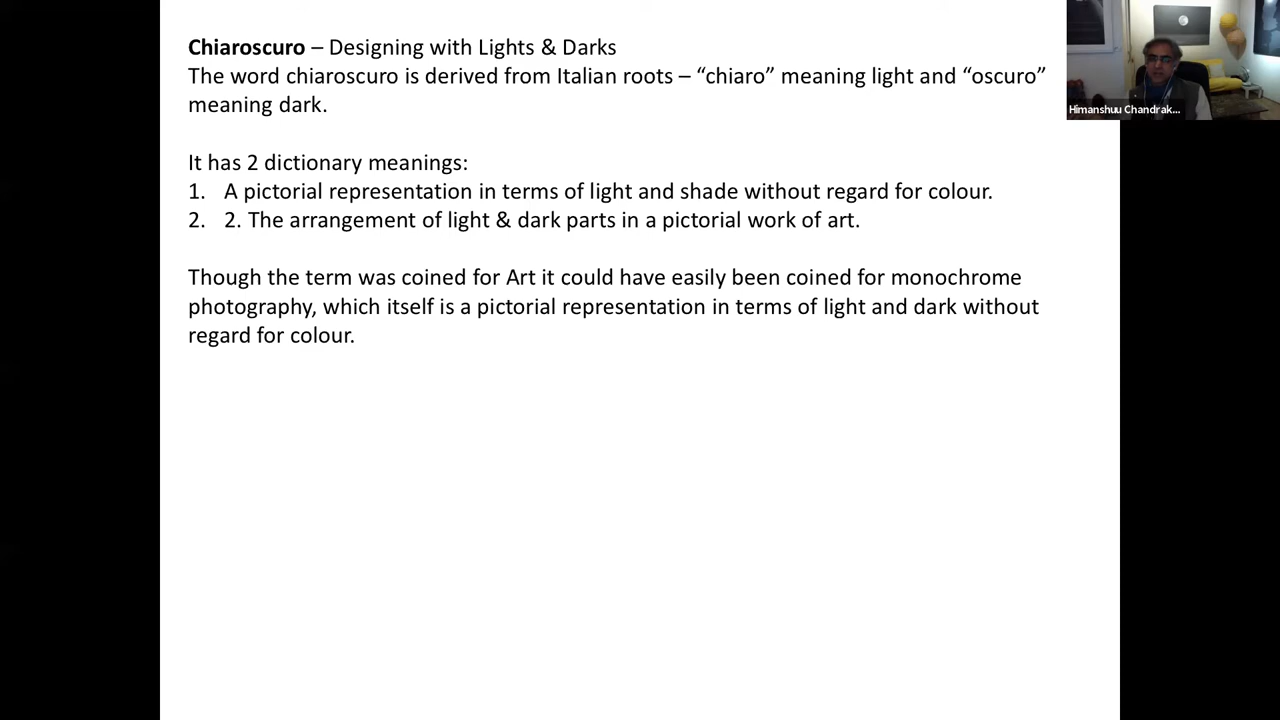 Chiaroscuro – Designing with Lights & Darks
The word chiaroscuro is derived from Italian roots – “chiaro” meaning light and “oscuro”
meaning dark.
It has 2 dictionary meanings:
1. A pictorial representation in terms of light and shade without regard for colour.
2. 2. The arrangement of light & dark parts in a pictorial work of art.
Though the term was coined for Art it could have easily been coined for monochrome
photography, which itself is a pictorial representation in terms of light and dark without
regard for colour.
Himanshuu Chandrak...